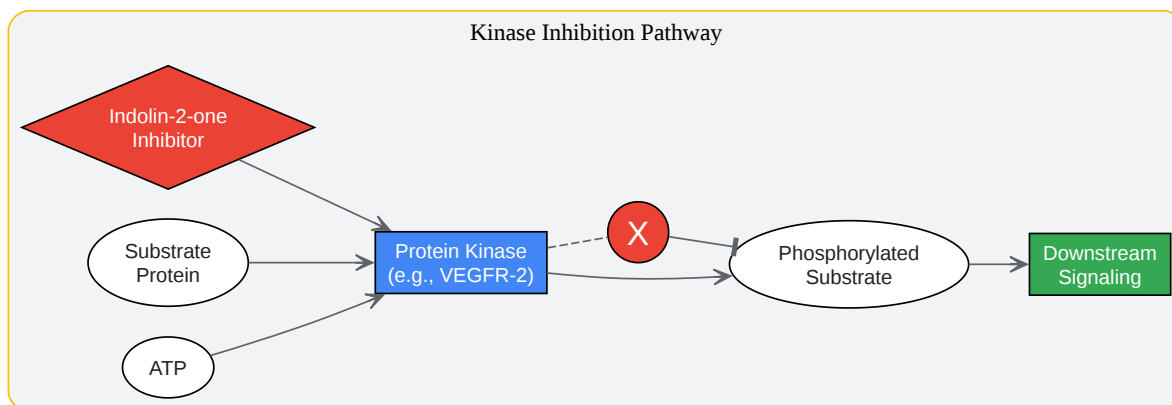 Kinase Inhibition Pathway
Indolin-2-one
Inhibitor
Substrate
Protein
ATP
Protein Kinase
(e.g., VEGFR-2)
X
Phosphorylated
Substrate
Downstream
Signaling